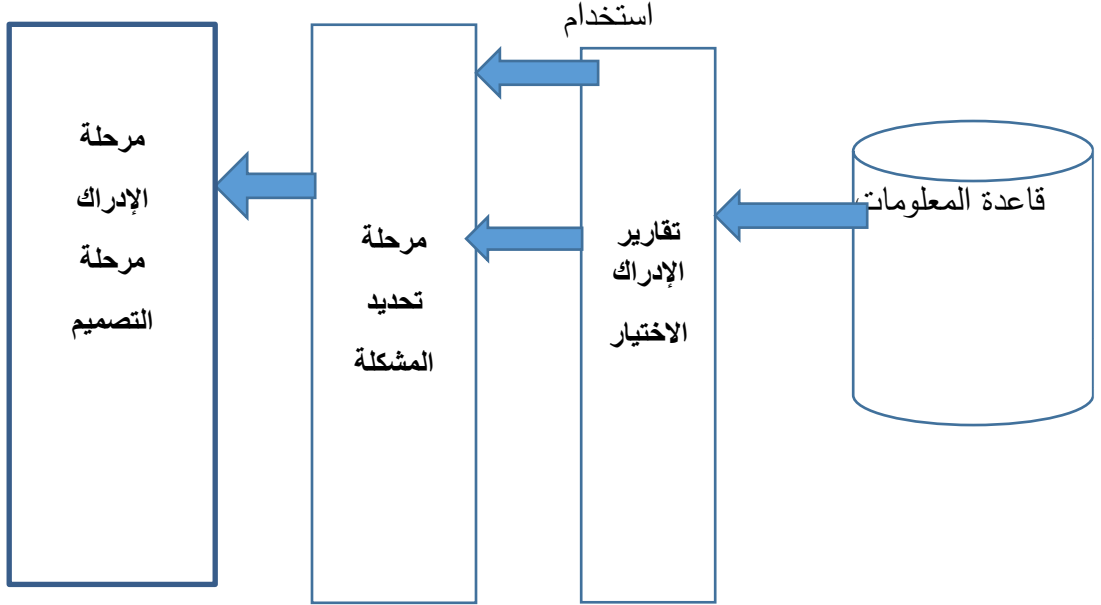 استخدام
قاعدة المعلومات
تقارير
الإدراك
الاختيار
مرحلة
تحديد
المشكلة
مرحلة
الإدراك
مرحلة
التصميم